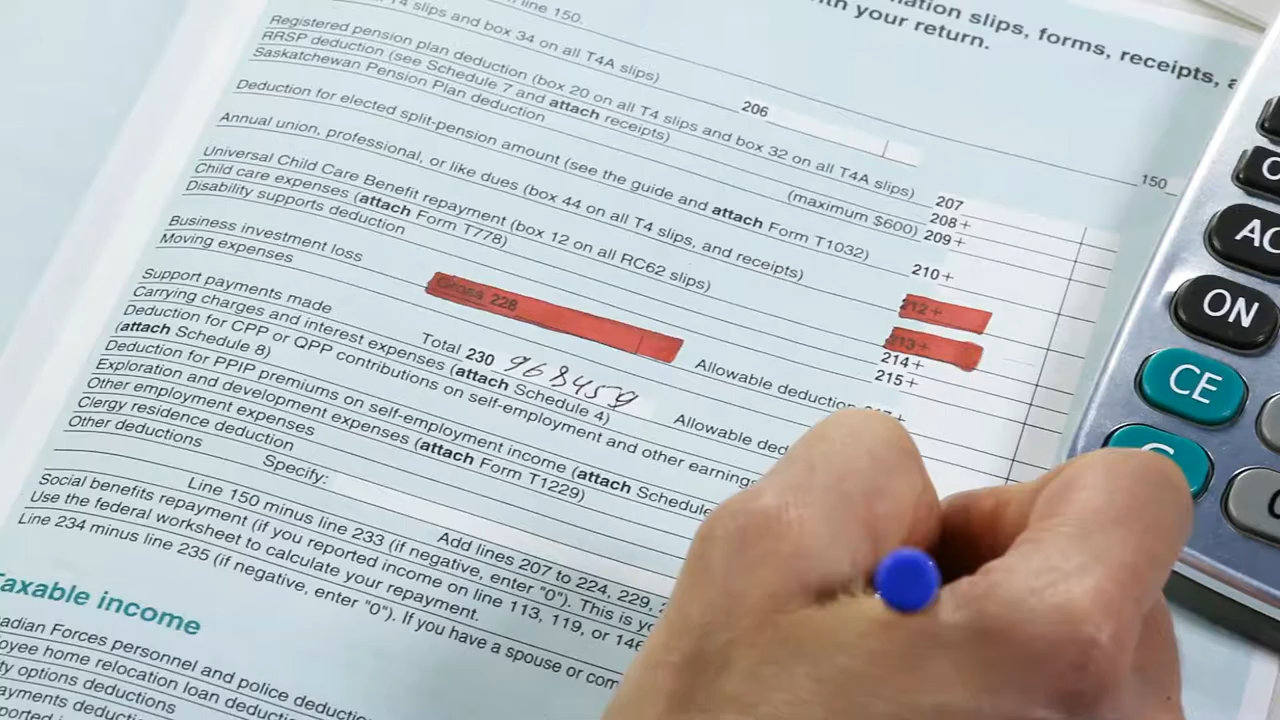 line 150.
T4 slips and box 34 on all T4A slips) 206
Registered pension plan deduction (box 20 on all T4 slips and box 32 on all T4A slips) 207
RRSP deduction (see Schedule 7 and attach receipts) 208+
Saskatchewan Pension Plan deduction (maximum $600) 209+
Deduction for elected split-pension amount (see the guide and attach Form T1032) 210+
Annual union, professional, or like dues (box 44 on all T4 slips, and receipts) 212+
Universal Child Care Benefit repayment (box 12 on all RC62 slips) 213+
Child care expenses (attach Form T778) 214+
Disability supports deduction 215+
Business investment loss Gross 228 Allowable deduction
Moving expenses
Support payments made Total 230 968459 Allowable ded
Carrying charges and interest expenses (attach Schedule 4)
Deduction for CPP or QPP contributions on self-employment and other earnings
(attach Schedule 8)
Deduction for PPIP premiums on self-employment income (attach Schedule
Exploration and development expenses (attach Form T1229)
Other employment expenses
Clergy residence deduction
Other deductions Specify:
Add lines 207 to 224, 229,
Line 150 minus line 233 (if negative, enter "0"). This is yo
Social benefits repayment (if you reported income on line 113, 119, or 146
Use the federal worksheet to calculate your repayment.
Line 234 minus line 235 (if negative, enter "0"). If you have a spouse or com
Taxable income
adian Forces personnel and police deductio
oyee home relocation loan deduction
ty options deductions
ayments deduc
mation slips, forms, receipts, a
with your return.
150
AC
ON
CE
C